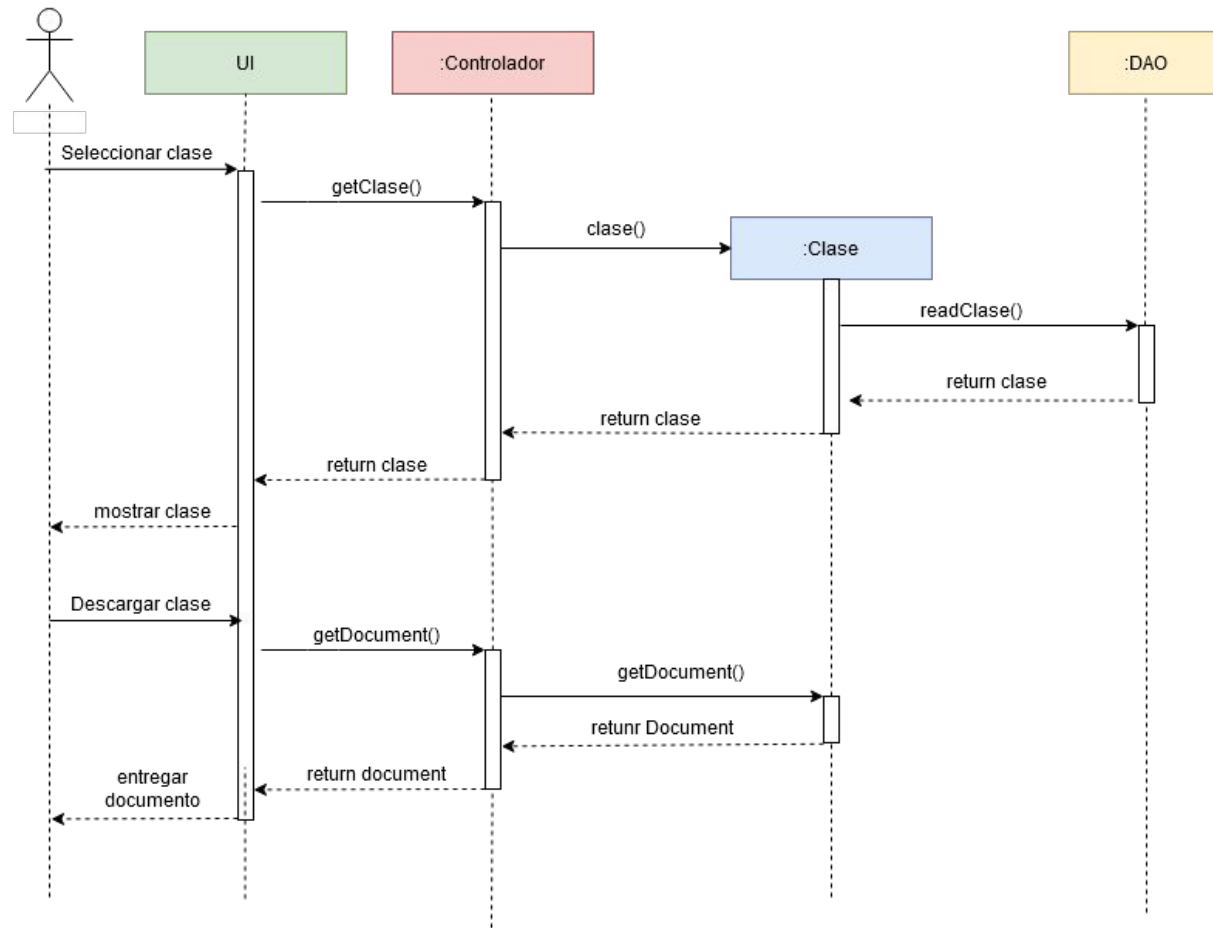 UI
:Controlador
:DAO
Seleccionar clase
getClase()
clase()
:Clase
readClase()
return clase
return clase
return clase
mostrar clase
Descargar clase
getDocument()
getDocument()
retunr Document
return document
entregar
documento